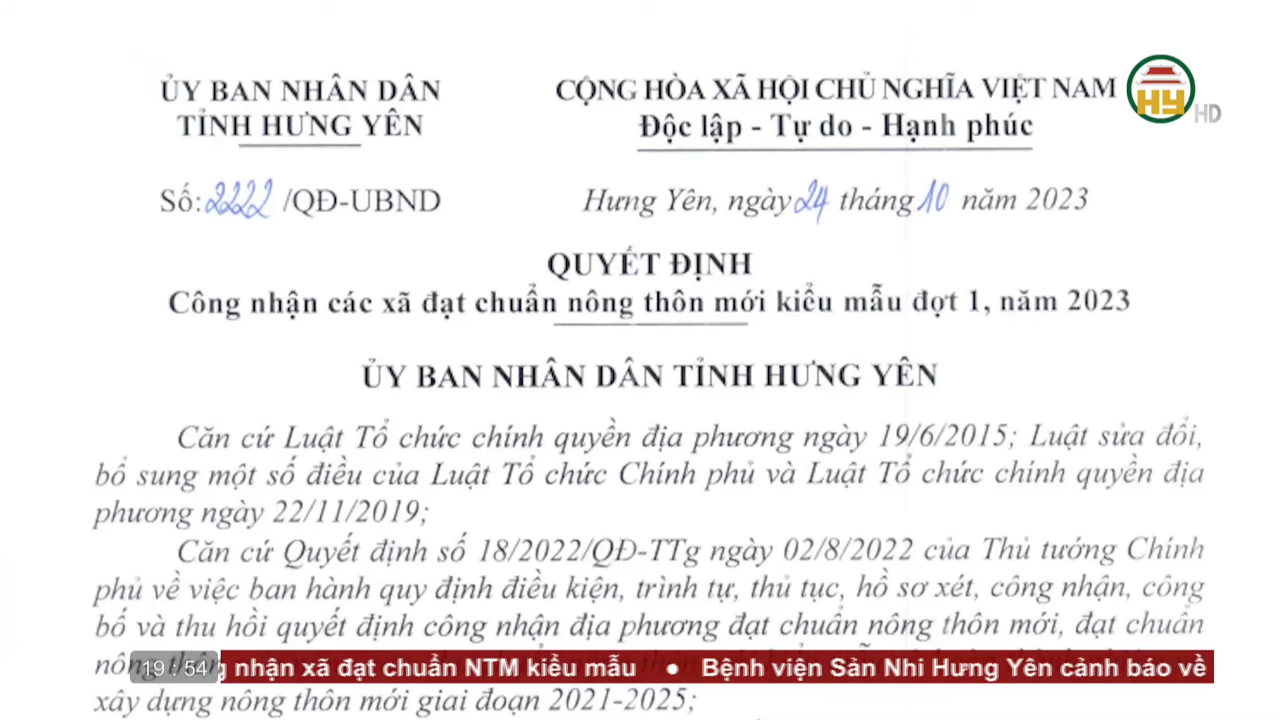 ỦY BAN NHÂN DÂN
TỈNH HƯNG YÊN
CỘNG HÒA XÃ HỘI CHỦ NGHĨA VIỆT NAM
Độc lập - Tự do - Hạnh phúc
HY HD
Số: 2222 /QĐ-UBND
Hưng Yên, ngày 24 tháng 10 năm 2023
QUYẾT ĐỊNH
Công nhận các xã đạt chuẩn nông thôn mới kiểu mẫu đợt 1, năm 2023
ỦY BAN NHÂN DÂN TỈNH HƯNG YÊN
Căn cứ Luật Tổ chức chính quyền địa phương ngày 19/6/2015; Luật sửa đổi,
bổ sung một số điều của Luật Tổ chức Chính phủ và Luật Tổ chức chính quyền địa
phương ngày 22/11/2019;
Căn cứ Quyết định số 18/2022/QĐ-TTg ngày 02/8/2022 của Thủ tướng Chính
phủ về việc ban hành quy định điều kiện, trình tự, thủ tục, hồ sơ xét, công nhận, công
bố và thu hồi quyết định công nhận địa phương đạt chuẩn nông thôn mới, đạt chuẩn
nông
19 : 54 g nhận xã đạt chuẩn NTM kiểu mẫu • Bệnh viện Sản Nhi Hưng Yên cảnh báo về
xây dựng nông thôn mới giai đoạn 2021-2025;